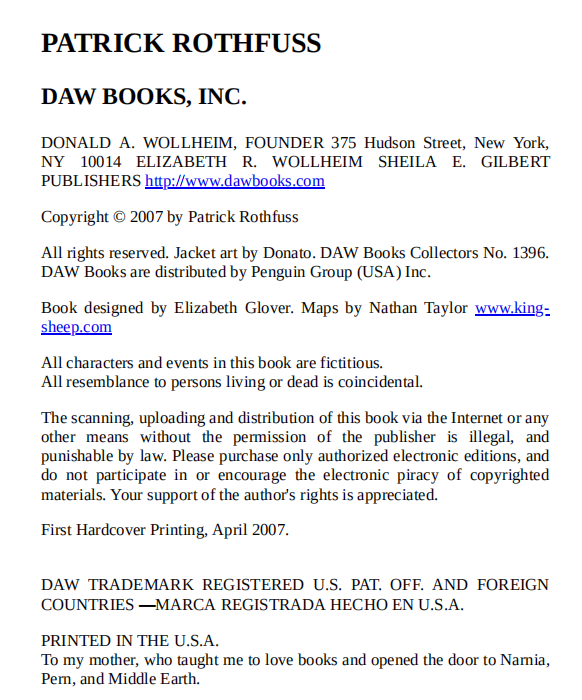 PATRICK ROTHFUSS
DAW BOOKS, INC.
DONALD A. WOLLHEIM, FOUNDER 375 Hudson Street, New York,
NY 10014 ELIZABETH R. WOLLHEIM SHEILA E. GILBERT
PUBLISHERS http://www.dawbooks.com
Copyright © 2007 by Patrick Rothfuss
All rights reserved. Jacket art by Donato. DAW Books Collectors No. 1396.
DAW Books are distributed by Penguin Group (USA) Inc.
Book designed by Elizabeth Glover. Maps by Nathan Taylor www.king-
sheep.com
All characters and events in this book are fictitious.
All resemblance to persons living or dead is coincidental.
The scanning, uploading and distribution of this book via the Internet or any
other means without the permission of the publisher is illegal, and
punishable by law. Please purchase only authorized electronic editions, and
do not participate in or encourage the electronic piracy of copyrighted
materials. Your support of the author's rights is appreciated.
First Hardcover Printing, April 2007.
DAW TRADEMARK REGISTERED U.S. PAT. OFF. AND FOREIGN
COUNTRIES —MARCA REGISTRADA HECHO EN U.S.A.
PRINTED IN THE U.S.A.
To my mother, who taught me to love books and opened the door to Narnia,
Pern, and Middle Earth.